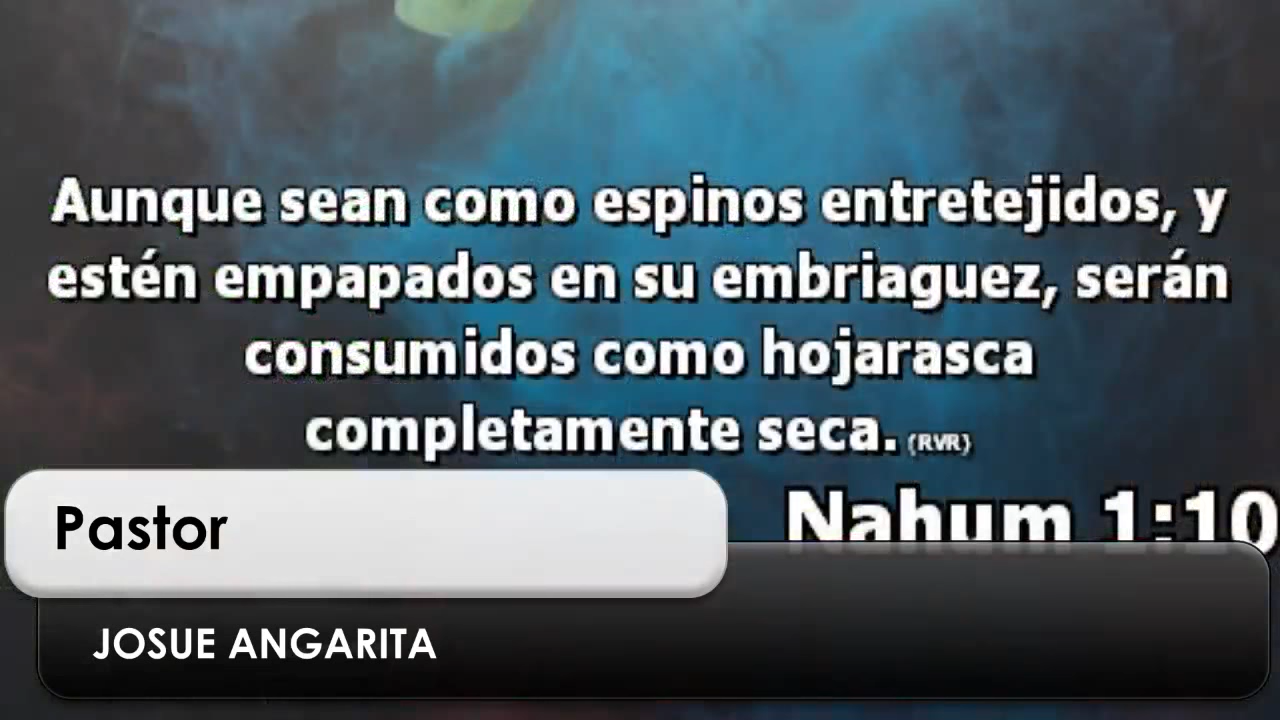 Aunque sean como espinos entretejidos, y
estén empapados en su embriaguez, serán
consumidos como hojarasca
completamente seca. (RVR)
Nahum 1:10
Pastor
JOSUE ANGARITA